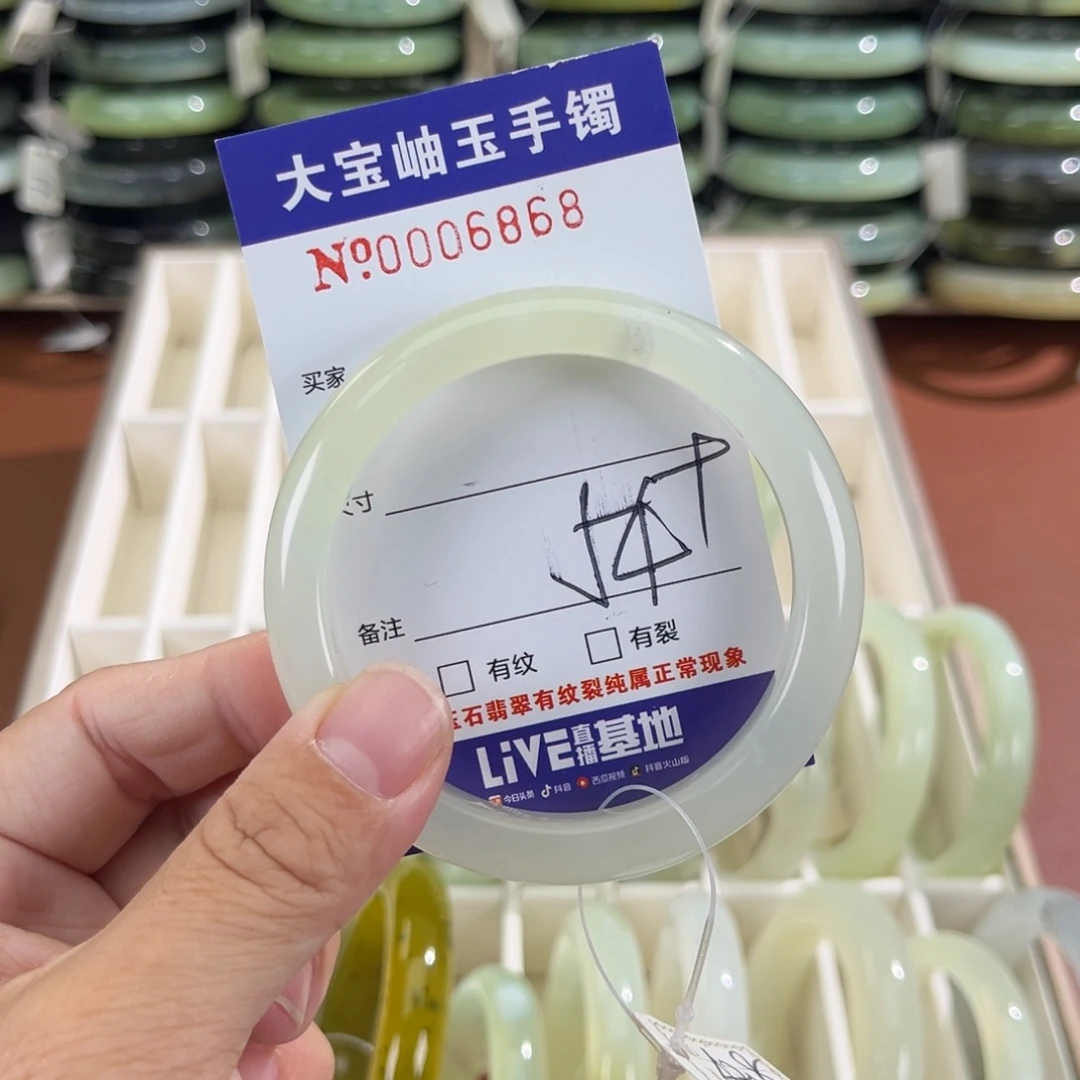 大宝岫玉手镯
Nº:0006868
买家
寸
备注
有纹 有裂
玉石翡翠有纹裂纯属正常现象
LiVE直播基地
今日头条 抖音 西瓜视频 抖音火山版